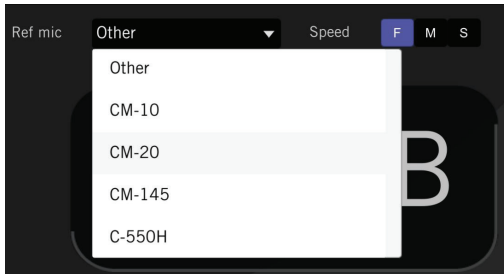 Ref mic Other Speed F M S
Other
CM-10
CM-20
CM-145
C-550H
B